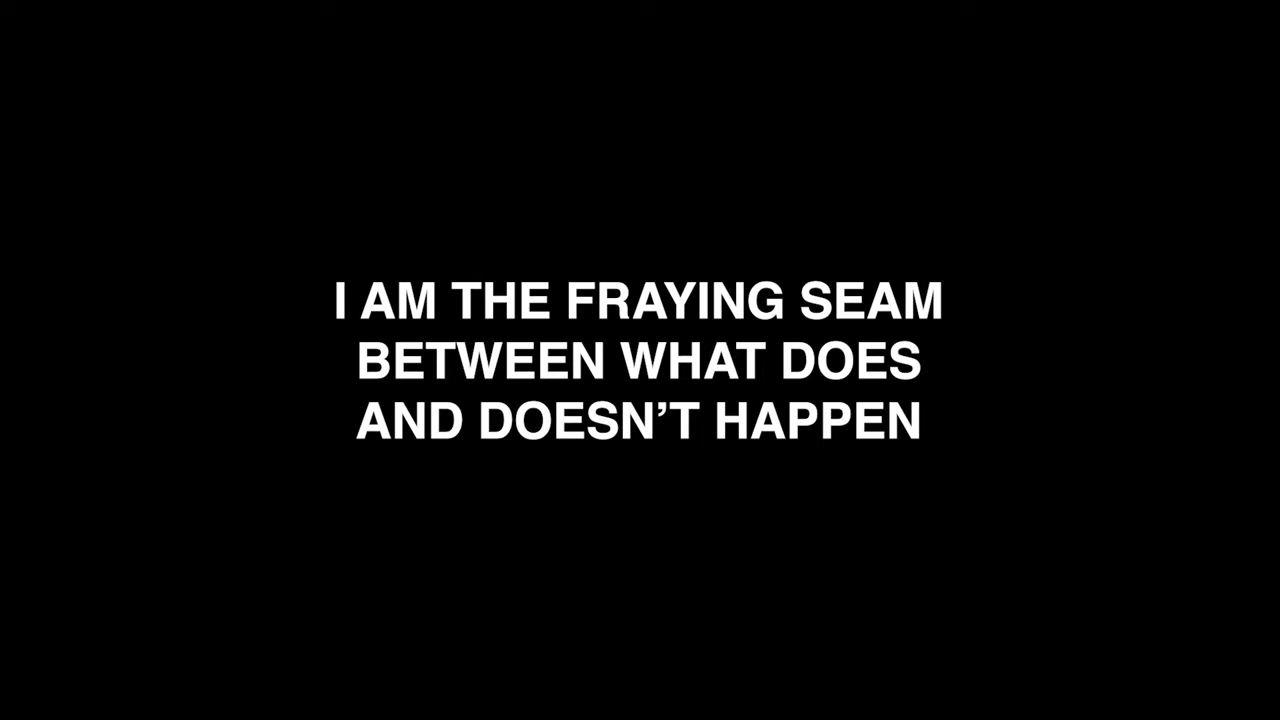 I AM THE FRAYING SEAM
BETWEEN WHAT DOES
AND DOESN’T HAPPEN